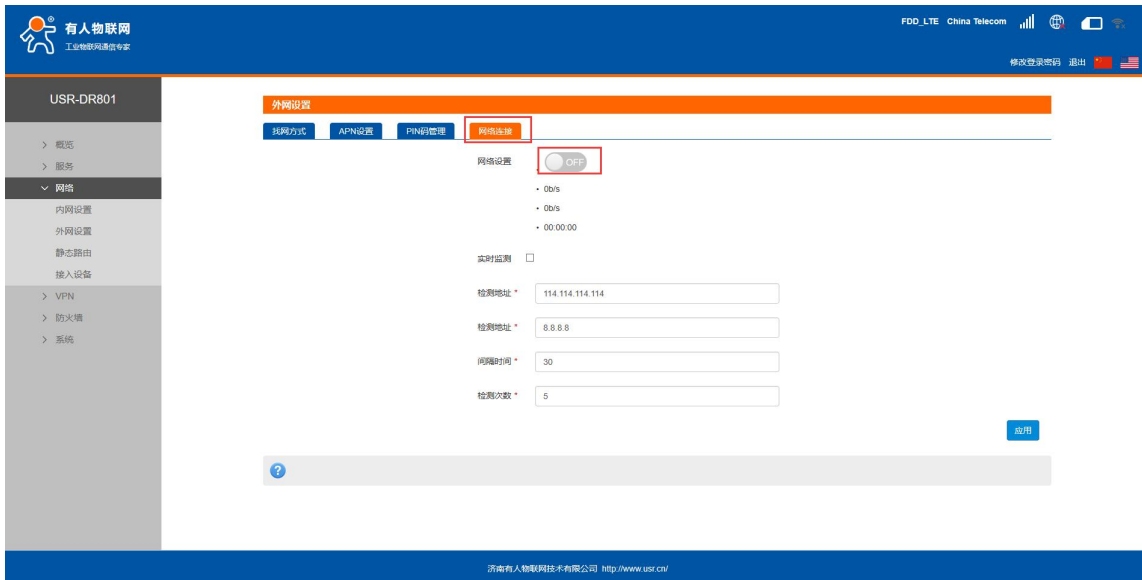 有人物联网
工业物联网通信专家
FDD_LTE China Telecom
修改登录密码 退出
USR-DR801
> 概览
> 服务
网络
内网设置
外网设置
静态路由
接入设备
> VPN
> 防火墙
> 系统
外网设置
找网方式 APN设置 PIN码管理 网络连接
网络设置 OFF
• 0b/s
• 0b/s
• 00:00:00
实时监测
检测地址 * 114.114.114.114
检测地址 * 8.8.8.8
间隔时间 * 30
检测次数 * 5
应用
?
济南有人物联网技术有限公司 http://www.usr.cn/